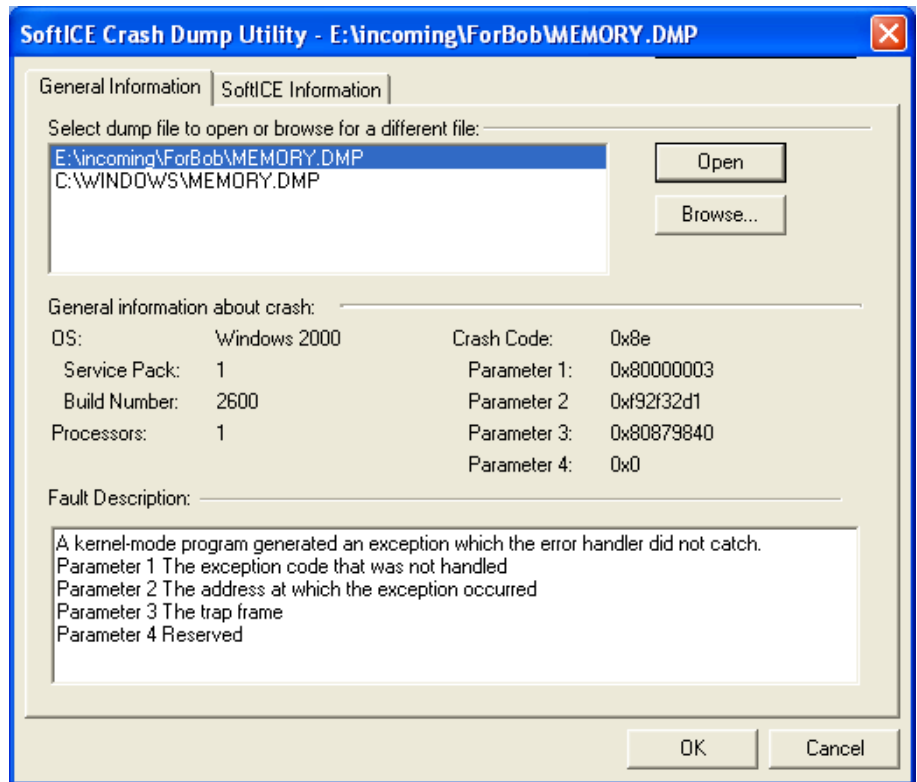 SoftICE Crash Dump Utility - E:\incoming\ForBob\MEMORY.DMP
General Information
SoftICE Information
Select dump file to open or browse for a different file:
E:\incoming\ForBob\MEMORY.DMP
C:\WINDOWS\MEMORY.DMP
Open
Browse...
General information about crash:
OS: Windows 2000
Service Pack: 1
Build Number: 2600
Processors: 1
Crash Code: 0x8e
Parameter 1: 0x80000003
Parameter 2 0xf92f32d1
Parameter 3: 0x80879840
Parameter 4: 0x0
Fault Description:
A kernel-mode program generated an exception which the error handler did not catch.
Parameter 1 The exception code that was not handled
Parameter 2 The address at which the exception occurred
Parameter 3 The trap frame
Parameter 4 Reserved
OK
Cancel